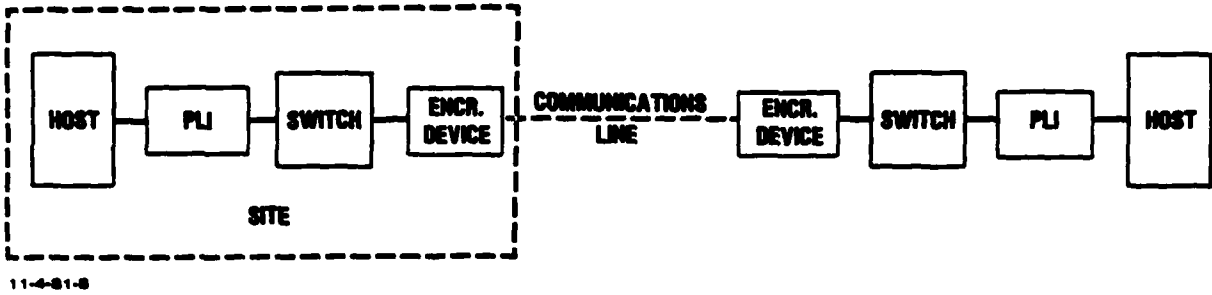 HOST
PLI
SWITCH
ENCR.
DEVICE
COMMUNICATIONS
LINE
ENCR.
DEVICE
SWITCH
PLI
HOST
SITE
11-4-81-8